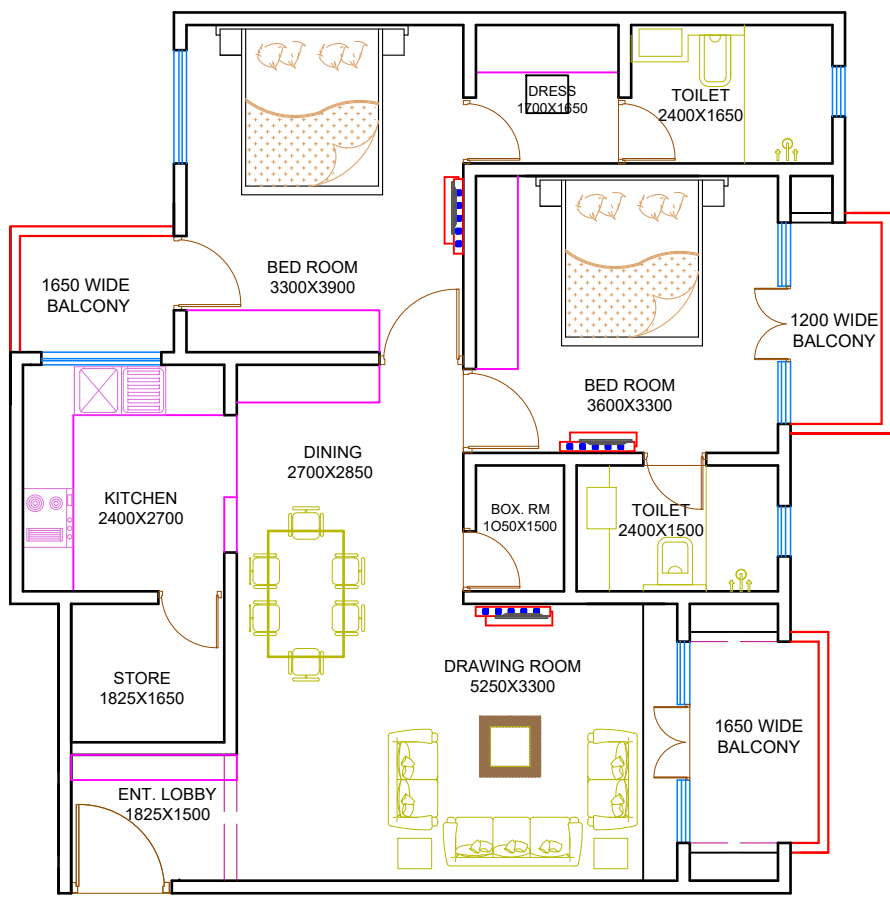 DRESS
1700X1650
TOILET
2400X1650
1650 WIDE
BALCONY
BED ROOM
3300X3900
1200 WIDE
BALCONY
BED ROOM
3600X3300
DINING
2700X2850
KITCHEN
2400X2700
BOX. RM
1O50X1500
TOILET
2400X1500
STORE
1825X1650
DRAWING ROOM
5250X3300
1650 WIDE
BALCONY
ENT. LOBBY
1825X1500